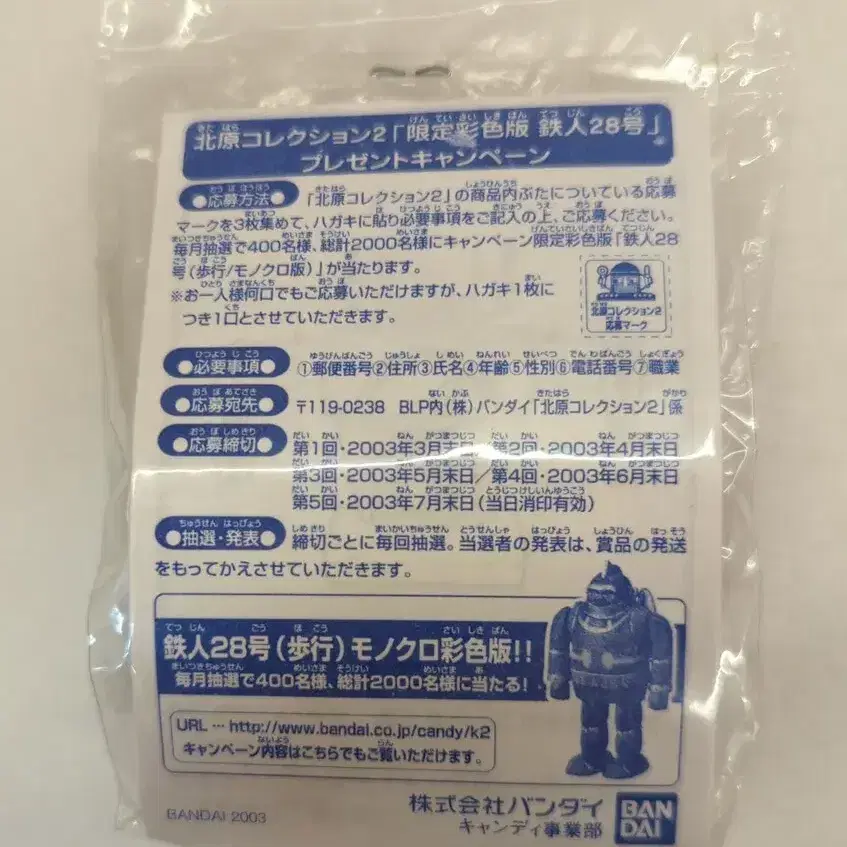 北原コレクション2「限定彩色版 鉄人28号」
プレゼントキャンペーン
●応募方法● 「北原コレクション2」の商品内ぶたについている応募
マークを3枚集めて、ハガキに貼り必要事項をご記入の上、ご応募ください。
毎月抽選で400名様、総計2000名様にキャンペーン限定彩色版「鉄人28
号(歩行/モノクロ版)」が当たります。
※お一人様何口でもご応募いただけますが、ハガキ1枚に
つき1口とさせていただきます。
北原コレクション2
応募マーク
●必要事項● ①郵便番号②住所③氏名④年齢⑤性別⑥電話番号⑦職業
●応募宛先● 〒119-0238 BLP内(株)バンダイ「北原コレクション2」係
●応募締切● 第1回・2003年3月末日/第2回・2003年4月末日
第3回・2003年5月末日/第4回・2003年6月末日
第5回・2003年7月末日(当日消印有効)
●抽選・発表● 締切ごとに毎回抽選。当選者の発表は、賞品の発送
をもってかえさせていただきます。
鉄人28号(歩行)モノクロ彩色版!!
毎月抽選で400名様、総計2000名様に当たる!
URL … http://www.bandai.co.jp/candy/k2
キャンペーン内容はこちらでもご覧いただけます。
BANDAI 2003
株式会社バンダイ
キャンディ事業部
BAN
DAI